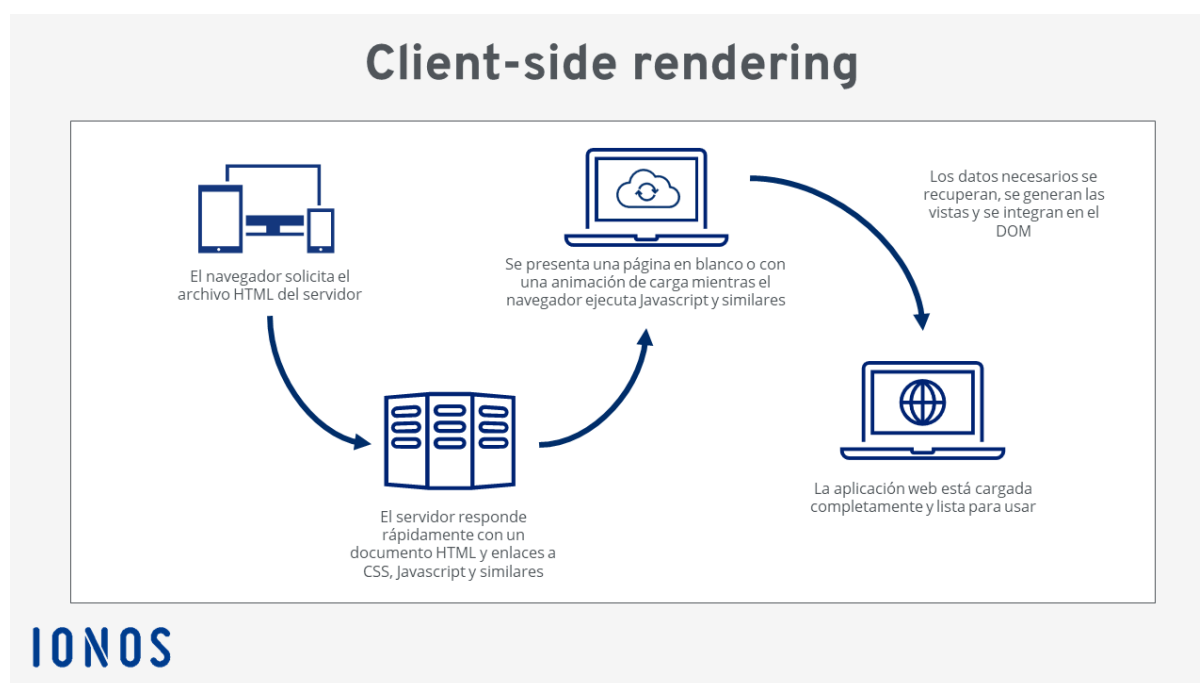 Client-side rendering
El navegador solicita el
archivo HTML del servidor
El servidor responde
rápidamente con un
documento HTML y enlaces a
CSS, Javascript y similares
Se presenta una página en blanco o con
una animación de carga mientras el
navegador ejecuta Javascript y similares
Los datos necesarios se
recuperan, se generan las
vistas y se integran en el
DOM
La aplicación web está cargada
completamente y lista para usar
IONOS